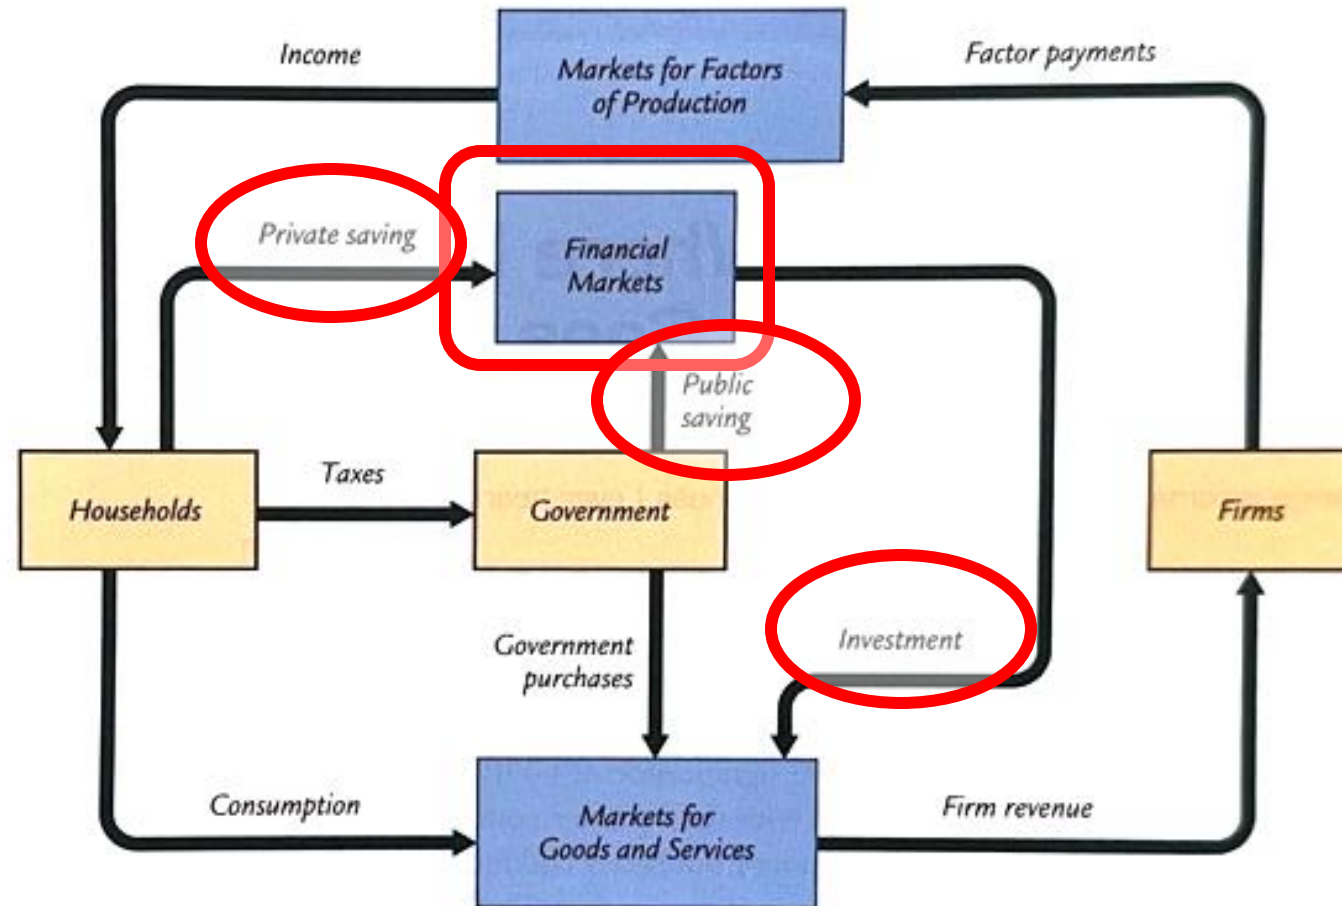 Income
Markets for Factors
of Production
Factor payments
Private saving
Financial
Markets
Public
saving
Households
Taxes
Government
Firms
Government
purchases
Investment
Consumption
Markets for
Goods and Services
Firm revenue